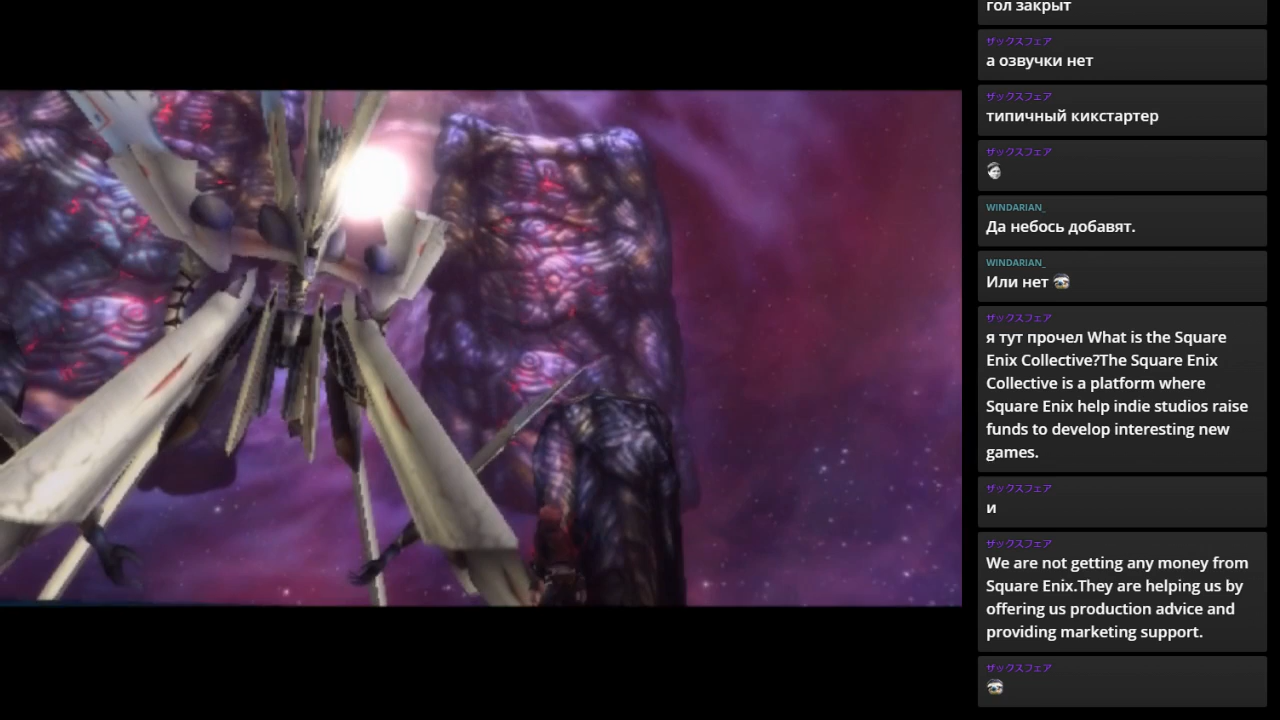 гол закрыт
ザックスフェア
а озвучки нет
ザックスフェア
типичный кикстартер
ザックスフェア
WINDARIAN_
Да небось добавят.
WINDARIAN_
Или нет
ザックスフェア
я тут прочел What is the Square
Enix Collective?The Square Enix
Collective is a platform where
Square Enix help indie studios raise
funds to develop interesting new
games.
ザックスフェア
и
ザックスフェア
We are not getting any money from
Square Enix.They are helping us by
offering us production advice and
providing marketing support.
ザックスフェア